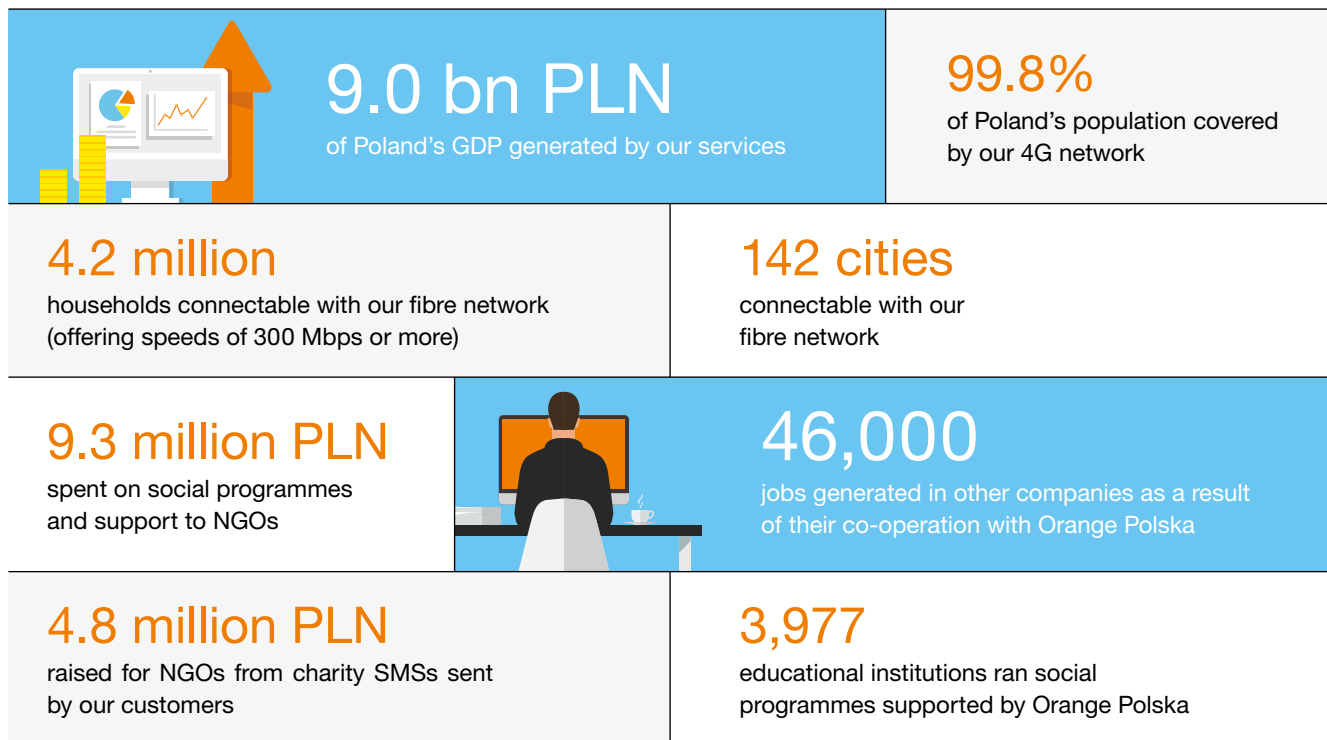 9.0 bn PLN
of Poland’s GDP generated by our services
99.8%
of Poland’s population covered
by our 4G network
4.2 million
households connectable with our fibre network
(offering speeds of 300 Mbps or more)
142 cities
connectable with our
fibre network
9.3 million PLN
spent on social programmes
and support to NGOs
46,000
jobs generated in other companies as a result
of their co-operation with Orange Polska
4.8 million PLN
raised for NGOs from charity SMSs sent
by our customers
3,977
educational institutions ran social
programmes supported by Orange Polska